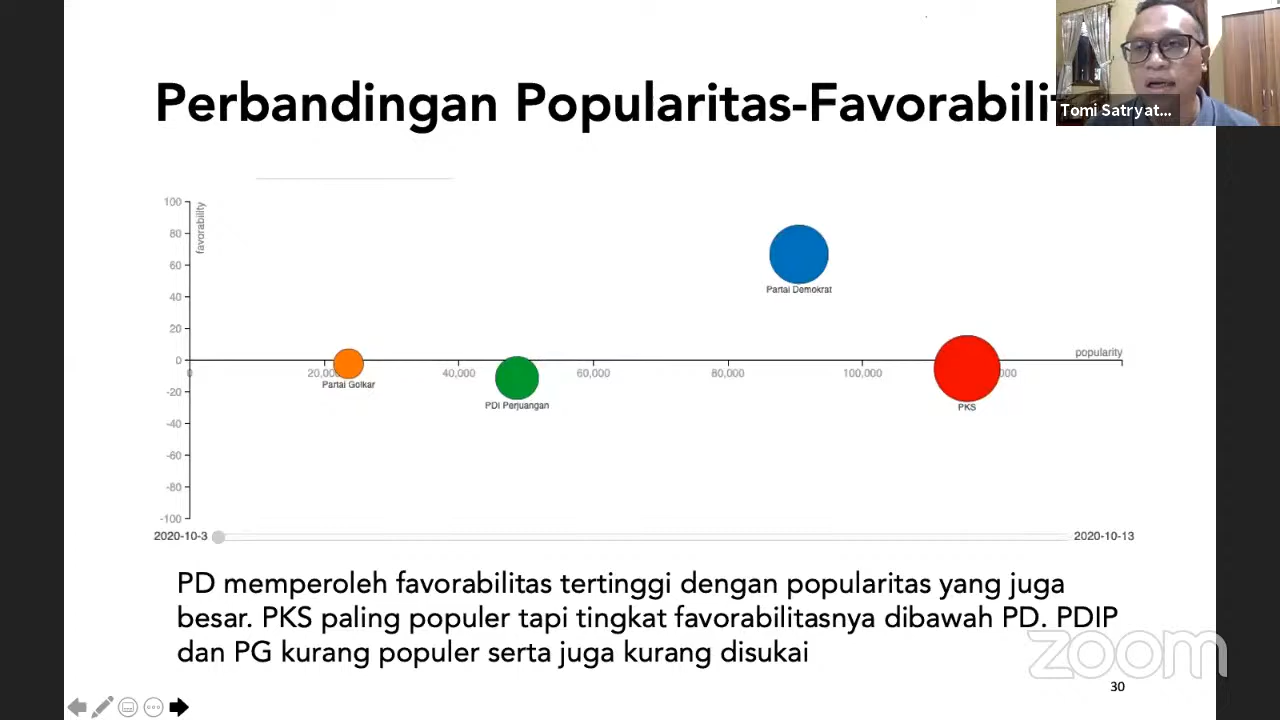 Perbandingan Popularitas-Favorabili
Tomi Satryat...
100
favorability
80
60
40
20
0
-20
-40
-60
-80
-100
0
20,000
40,000
60,000
80,000
100,000
000
popularity
Partai Demokrat
Partai Golkar
PDI Perjuangan
PKS
2020-10-3
2020-10-13
PD memperoleh favorabilitas tertinggi dengan popularitas yang juga
besar. PKS paling populer tapi tingkat favorabilitasnya dibawah PD. PDIP
dan PG kurang populer serta juga kurang disukai
zoom
30